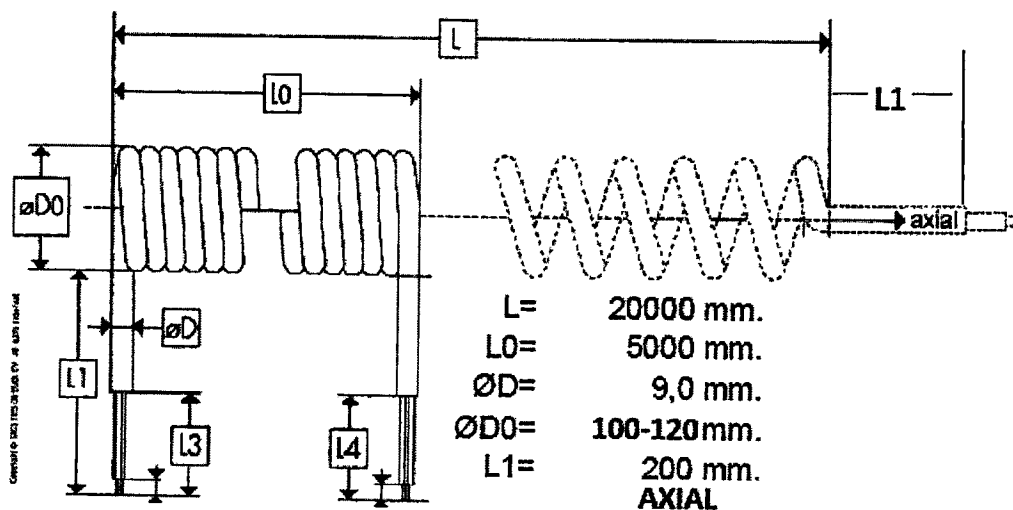 L
L0
L1
øD0
axial
øD
L1
L3
L4
L= 20000 mm.
L0= 5000 mm.
ØD= 9,0 mm.
ØD0= 100-120mm.
L1= 200 mm.
AXIAL